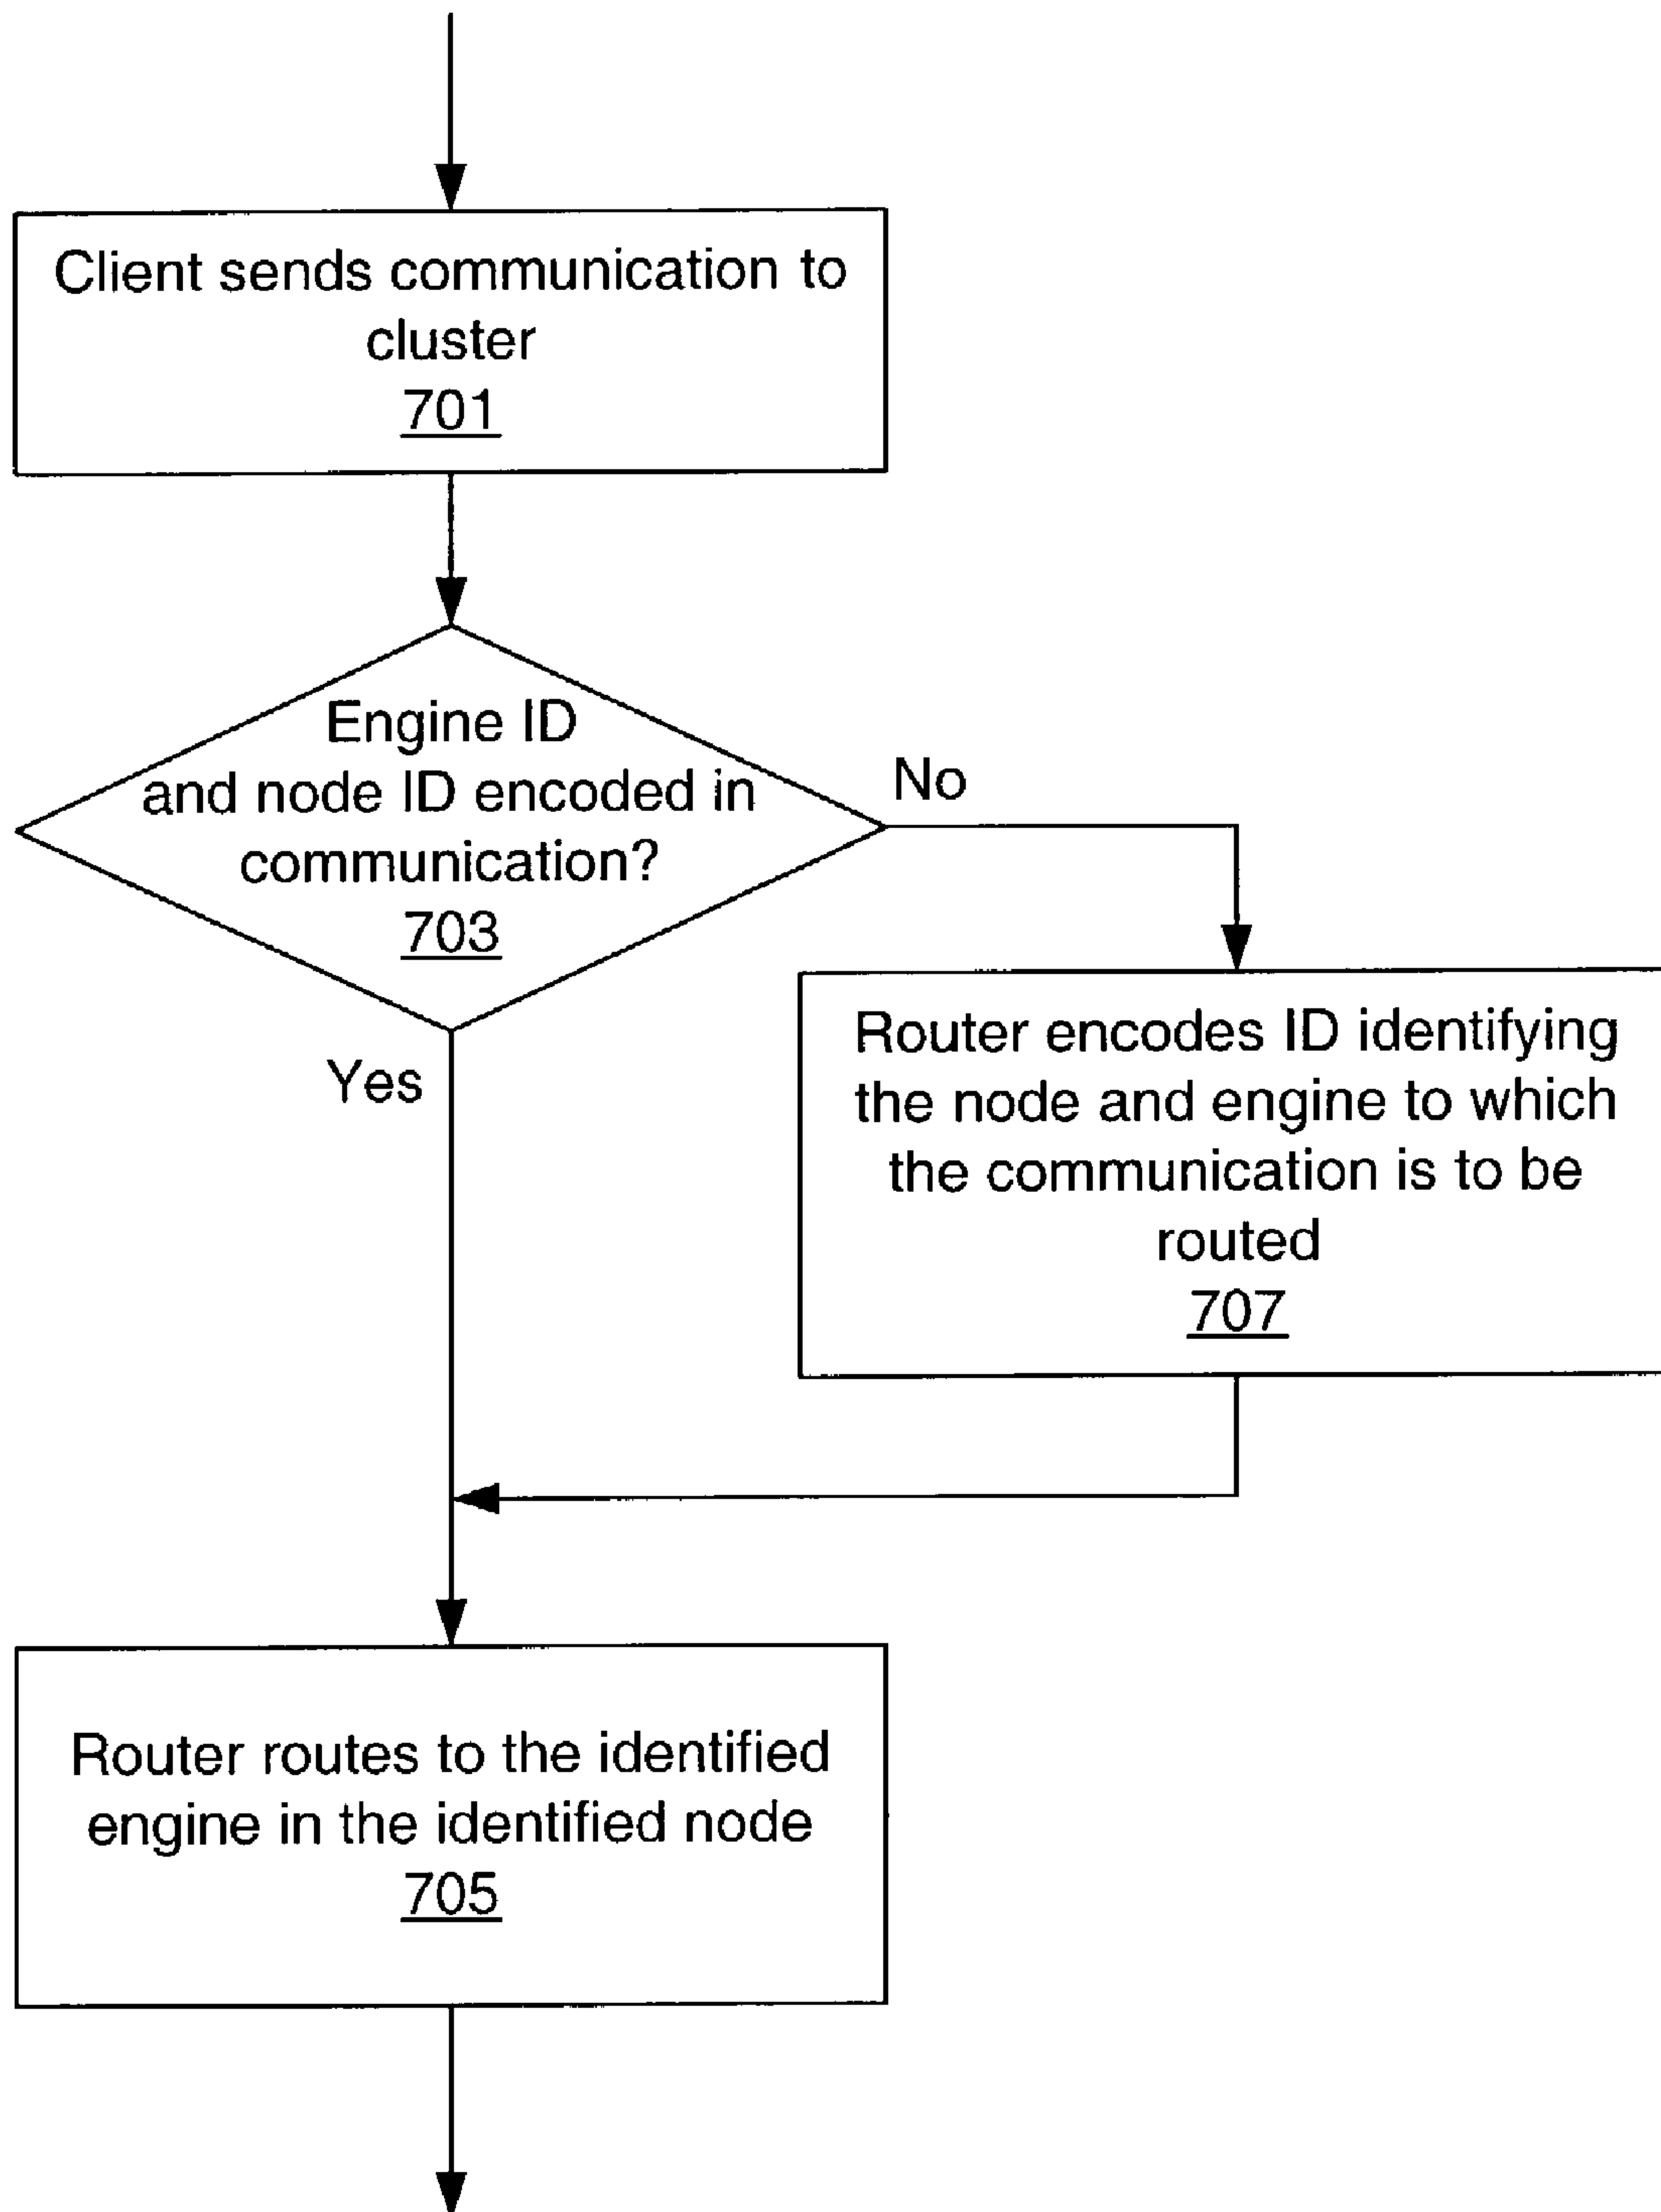 Client sends communication to
cluster
701
Engine ID
and node ID encoded in
communication?
703
No
Yes
Router encodes ID identifying
the node and engine to which
the communication is to be
routed
707
Router routes to the identified
engine in the identified node
705